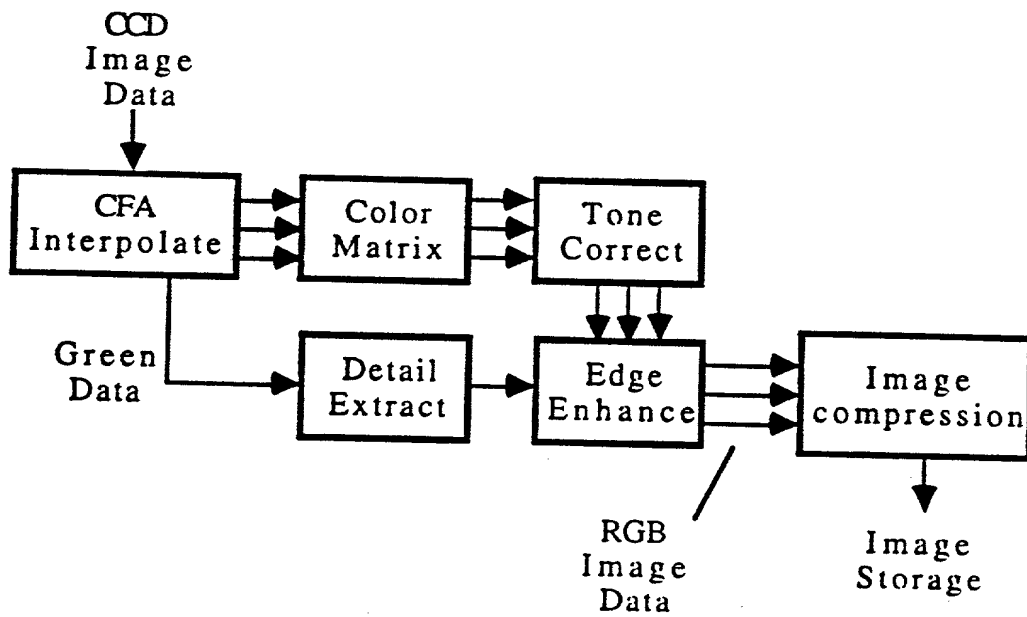 CCD
Image
Data
CFA
Interpolate
Color
Matrix
Tone
Correct
Green
Data
Detail
Extract
Edge
Enhance
Image
compression
RGB
Image
Data
Image
Storage